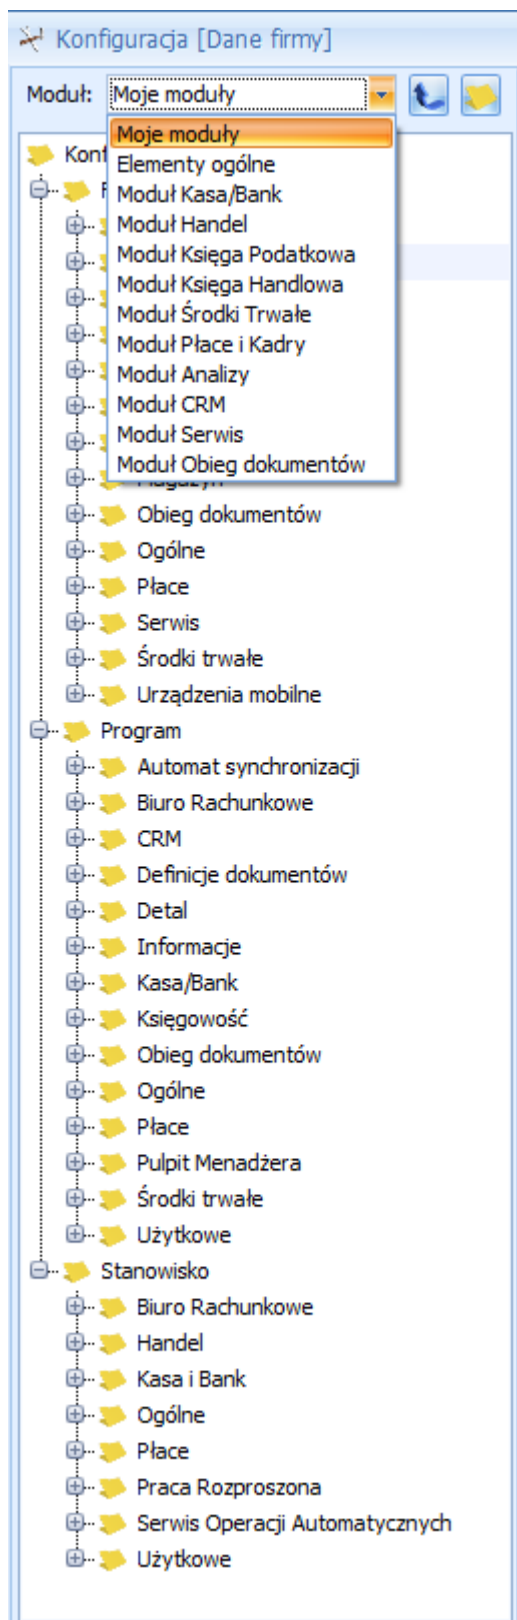 Konfiguracja [Dane firmy]
Moduł: Moje moduły
Moje moduły
Elementy ogólne
Moduł Kasa/Bank
Moduł Handel
Moduł Księga Podatkowa
Moduł Księga Handlowa
Moduł Środki Trwałe
Moduł Płace i Kadry
Moduł Analizy
Moduł CRM
Moduł Serwis
Moduł Obieg dokumentów
Magazyn
Obieg dokumentów
Ogólne
Płace
Serwis
Środki trwałe
Urządzenia mobilne
Program
Automat synchronizacji
Biuro Rachunkowe
CRM
Definicje dokumentów
Detal
Informacje
Kasa/Bank
Księgowość
Obieg dokumentów
Ogólne
Płace
Pulpit Menadżera
Środki trwałe
Użytkowe
Stanowisko
Biuro Rachunkowe
Handel
Kasa i Bank
Ogólne
Płace
Praca Rozproszona
Serwis Operacji Automatycznych
Użytkowe